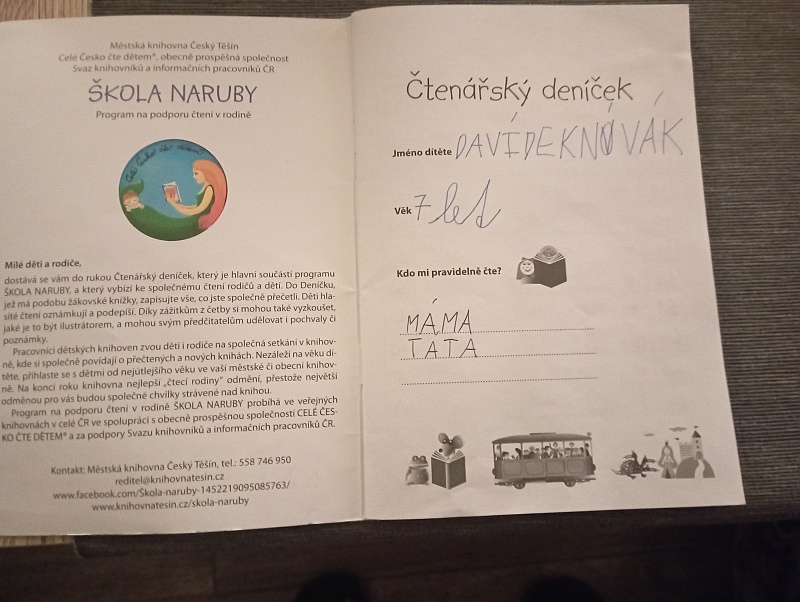 Městská knihovna Český Těšín
Celé Česko čte dětem®, obecně prospěšná společnost
Svaz knihovníků a informačních pracovníků ČR
ŠKOLA NARUBY
Program na podporu čtení v rodině
Celé Česko čte dětem
Milé děti a rodiče,
dostává se vám do rukou Čtenářský deníček, který je hlavní součástí programu
ŠKOLA NARUBY, a který vybízí ke společnému čtení rodičů a dětí. Do Deníčku,
jež má podobu žákovské knížky, zapisujte vše, co jste společně přečetli. Děti hla-
sité čtení oznámkují a podepíší. Díky zážitkům z četby si mohou také vyzkoušet,
jaké je to být ilustrátorem, a mohou svým předčitatelům udělovat i pochvaly či
poznámky.
Pracovníci dětských knihoven zvou děti i rodiče na společná setkání v knihov-
ně, kde si společně povídají o přečtených a nových knihách. Nezáleží na věku dí-
těte, přihlaste se s dětmi od nejútlejšího věku ve vaší městské či obecní knihov-
ně. Na konci roku knihovna nejlepší „čtecí rodiny" odmění, přestože největší
odměnou pro vás budou společné chvilky strávené nad knihou.
Program na podporu čtení v rodině ŠKOLA NARUBY probíhá ve veřejných
knihovnách v celé ČR ve spolupráci s obecně prospěšnou společností CELÉ ČES-
KO ČTE DĚTEM® a za podpory Svazu knihovníků a informačních pracovníků ČR.
Kontakt: Městská knihovna Český Těšín, tel.: 558 746 950
reditel@knihovnatesin.cz
www.facebook.com/Škola-naruby-1452219095085763/
www.knihovnatesin.cz/skola-naruby
Čtenářský deníček
Jméno dítěte DAVÍDEK NOVÁK
Věk 7 let
Kdo mi pravidelně čte?
MÁMA
TATA